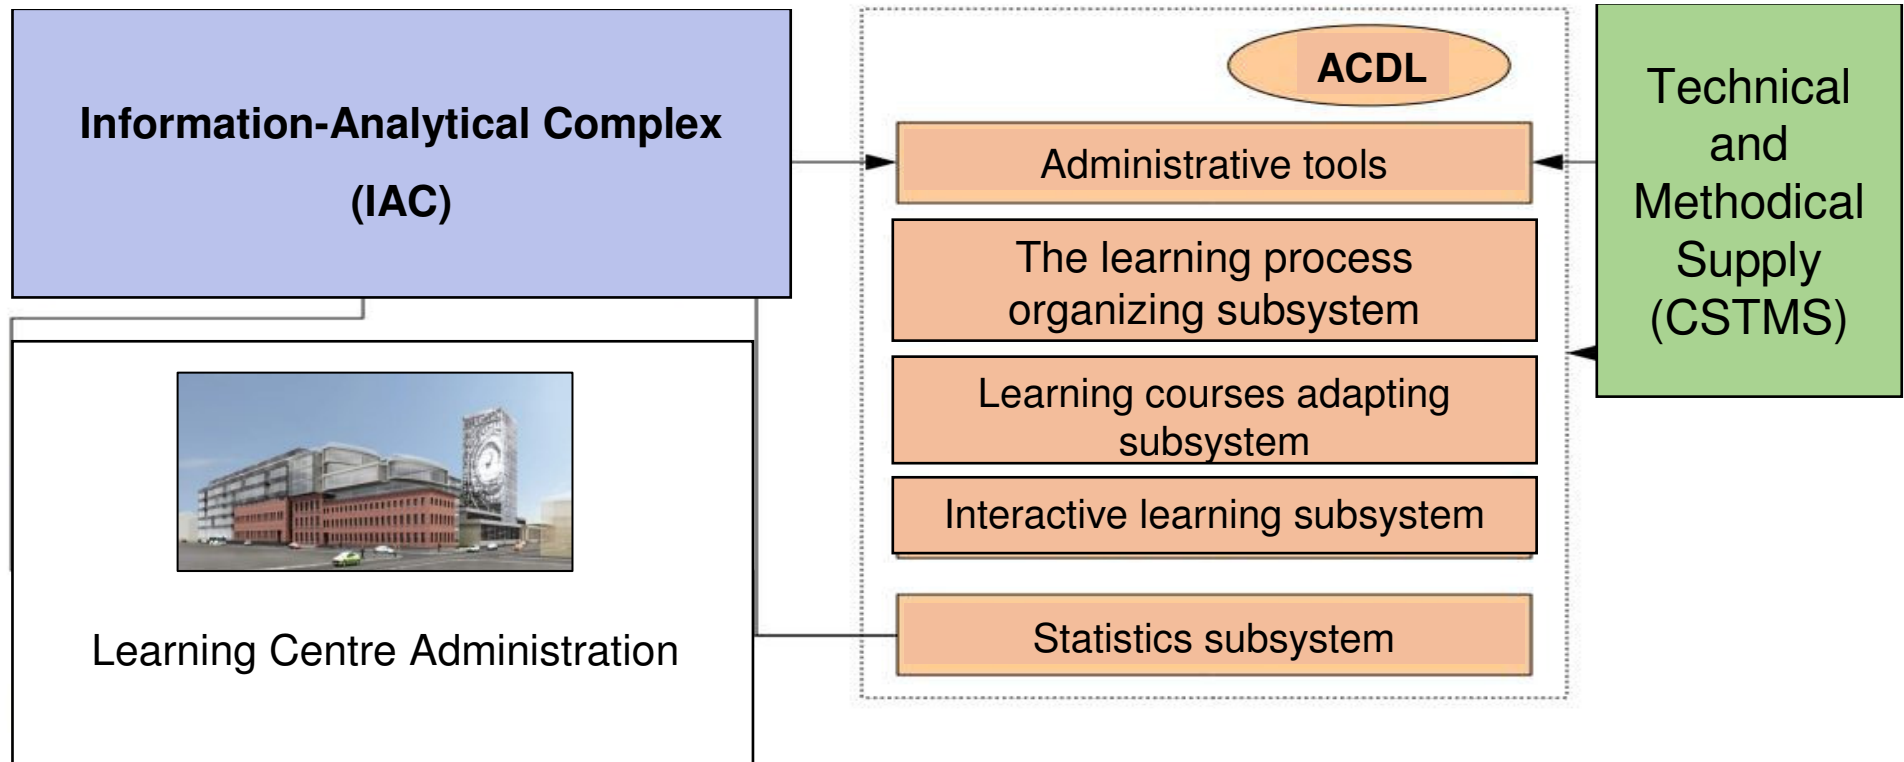 Information-Analytical Complex
(IAC)
Learning Centre Administration
ACDL
Administrative tools
The learning process
organizing subsystem
Learning courses adapting
subsystem
Interactive learning subsystem
Statistics subsystem
Technical
and
Methodical
Supply
(CSTMS)